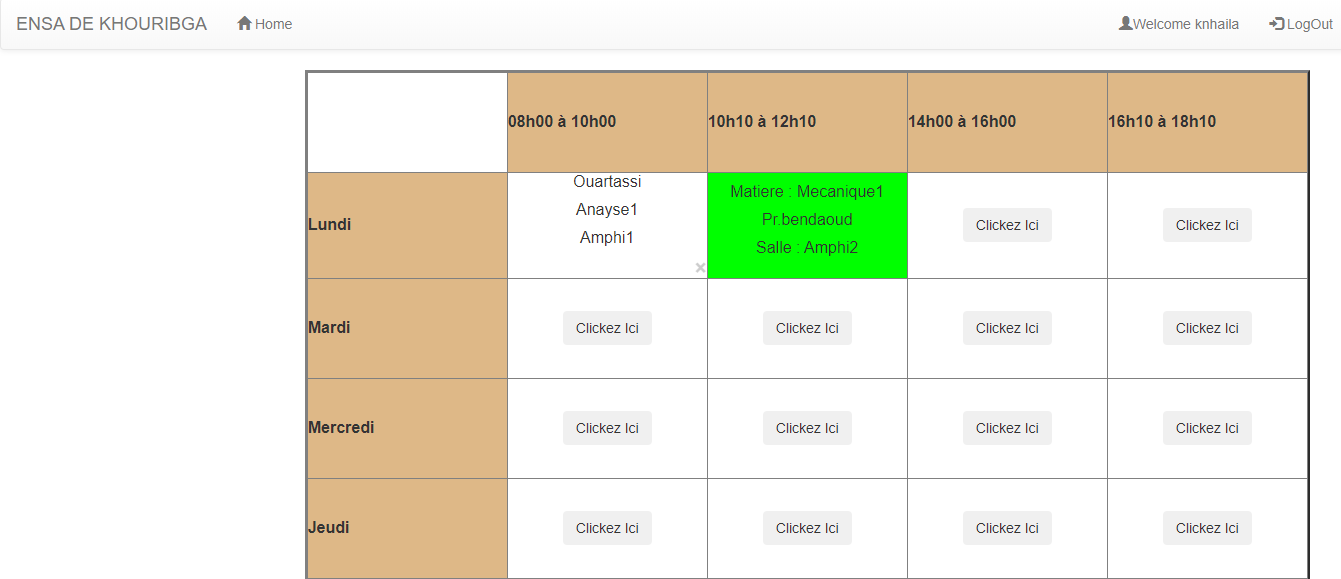 ENSA DE KHOURIBGA Home Welcome knhaila LogOut
08h00 à 10h00 10h10 à 12h10 14h00 à 16h00 16h10 à 18h10
Lundi
Ouartassi
Anayse1
Amphi1
×
Matiere : Mecanique1
Pr.bendaoud
Salle : Amphi2
Clickez Ici Clickez Ici
Mardi Clickez Ici Clickez Ici Clickez Ici Clickez Ici
Mercredi Clickez Ici Clickez Ici Clickez Ici Clickez Ici
Jeudi Clickez Ici Clickez Ici Clickez Ici Clickez Ici